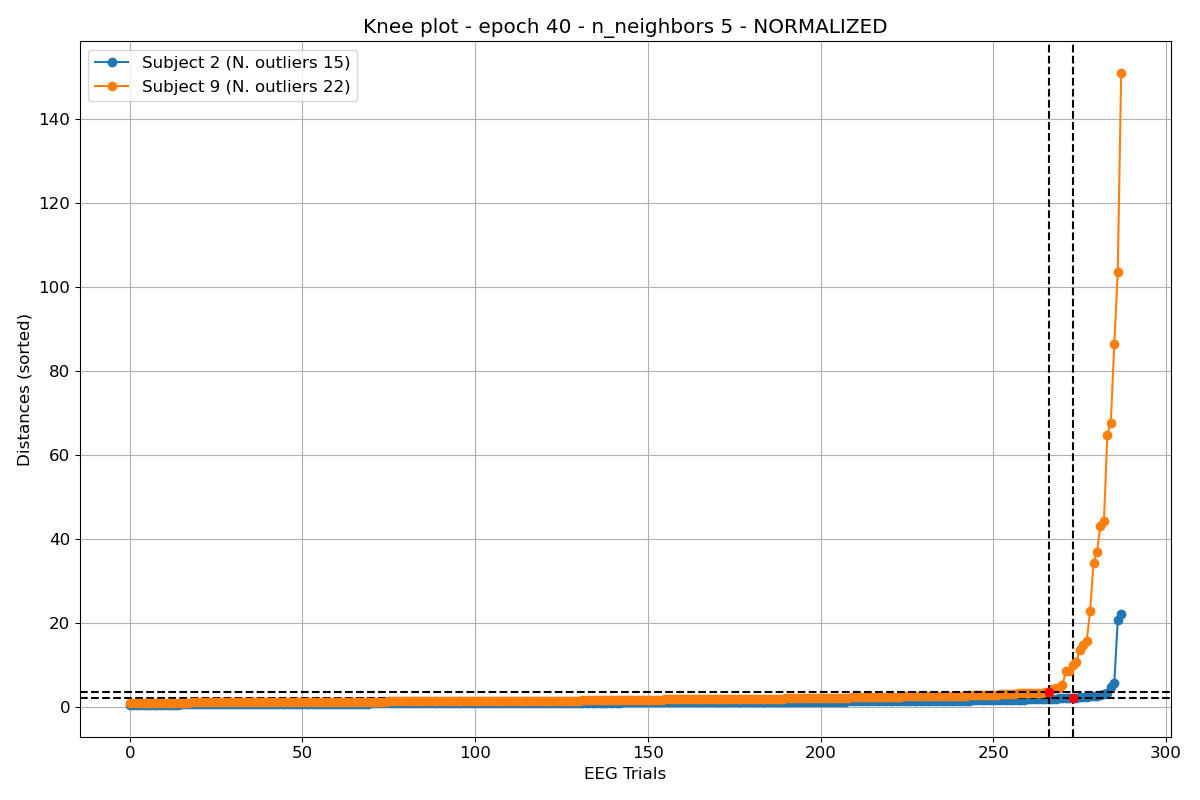 Knee plot - epoch 40 - n_neighbors 5 - NORMALIZED
Subject 2 (N. outliers 15)
Subject 9 (N. outliers 22)
Distances (sorted)
140
120
100
80
60
40
20
0
0 50 100 150 200 250 300
EEG Trials